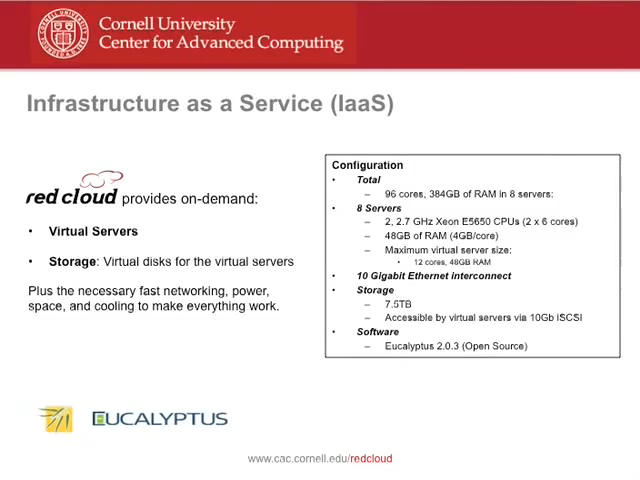 Cornell University
Center for Advanced Computing
Infrastructure as a Service (IaaS)
red cloud provides on-demand:
• Virtual Servers
• Storage: Virtual disks for the virtual servers
Plus the necessary fast networking, power,
space, and cooling to make everything work.
Configuration
• Total
– 96 cores, 384GB of RAM in 8 servers:
• 8 Servers
– 2, 2.7 GHz Xeon E5650 CPUs (2 x 6 cores)
– 48GB of RAM (4GB/core)
– Maximum virtual server size:
• 12 cores, 48GB RAM
• 10 Gigabit Ethernet interconnect
• Storage
– 7.5TB
– Accessible by virtual servers via 10Gb iSCSI
• Software
– Eucalyptus 2.0.3 (Open Source)
EUCALYPTUS
www.cac.cornell.edu/redcloud